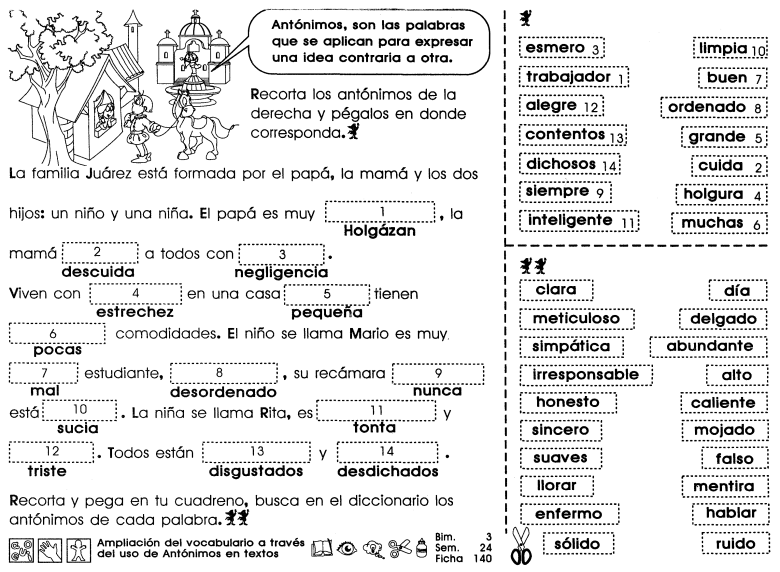 Antónimos, son las palabras
que se aplican para expresar
una idea contraria a otra.
Recorta los antónimos de la
derecha y pégalos en donde
corresponda.
La familia Juárez está formada por el papá, la mamá y los dos
hijos: un niño y una niña. El papá es muy 1 , la
Holgázan
mamá 2 a todos con 3 .
descuida negligencia
Viven con 4 en una casa 5 tienen
estrechez pequeña
6 comodidades. El niño se llama Mario es muy
pocas
7 estudiante, 8 , su recámara 9
mal desordenado nunca
está 10 . La niña se llama Rita, es 11 y
sucia tonta
12 . Todos están 13 y 14 .
triste disgustados desdichados
Recorta y pega en tu cuadreno, busca en el diccionario los
antónimos de cada palabra.
Ampliación del vocabulario a través
del uso de Antónimos en textos
Bim. 3
Sem. 24
Ficha 140
esmero 3 limpia 10
trabajador 1 buen 7
alegre 12 ordenado 8
contentos 13 grande 5
dichosos 14 cuida 2
siempre 9 holgura 4
inteligente 11 muchas 6
clara día
meticuloso delgado
simpática abundante
irresponsable alto
honesto caliente
sincero mojado
suaves falso
llorar mentira
enfermo hablar
sólido ruido